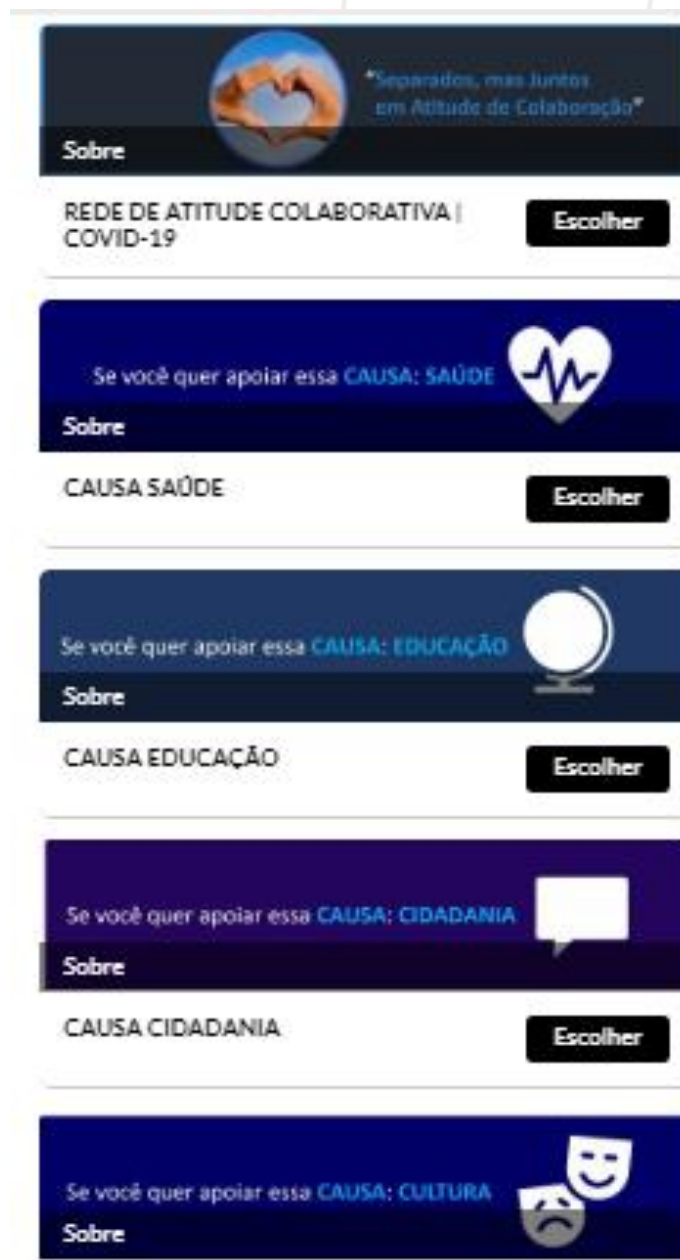 "Separados, mas Juntos
em Atitude de Colaboração"
Sobre
REDE DE ATITUDE COLABORATIVA |
COVID-19
Escolher
Se você quer apoiar essa CAUSA: SAÚDE
Sobre
CAUSA SAÚDE
Escolher
Se você quer apoiar essa CAUSA: EDUCAÇÃO
Sobre
CAUSA EDUCAÇÃO
Escolher
Se você quer apoiar essa CAUSA: CIDADANIA
Sobre
CAUSA CIDADANIA
Escolher
Se você quer apoiar essa CAUSA: CULTURA
Sobre